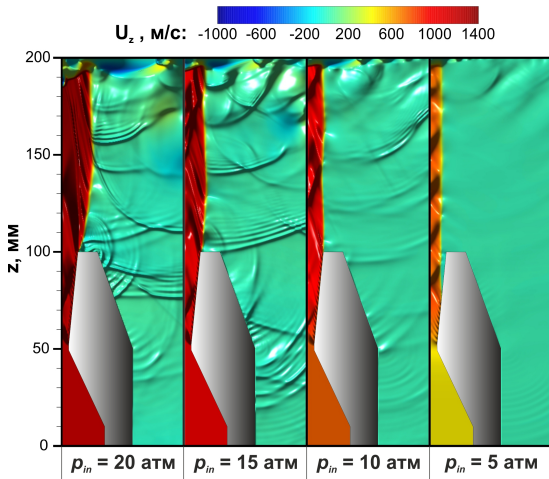 U_z , м/с: -1000 -600 -200 200 600 1000 1400
200
150
100
50
0
z, мм
p_in = 20 атм p_in = 15 атм p_in = 10 атм p_in = 5 атм